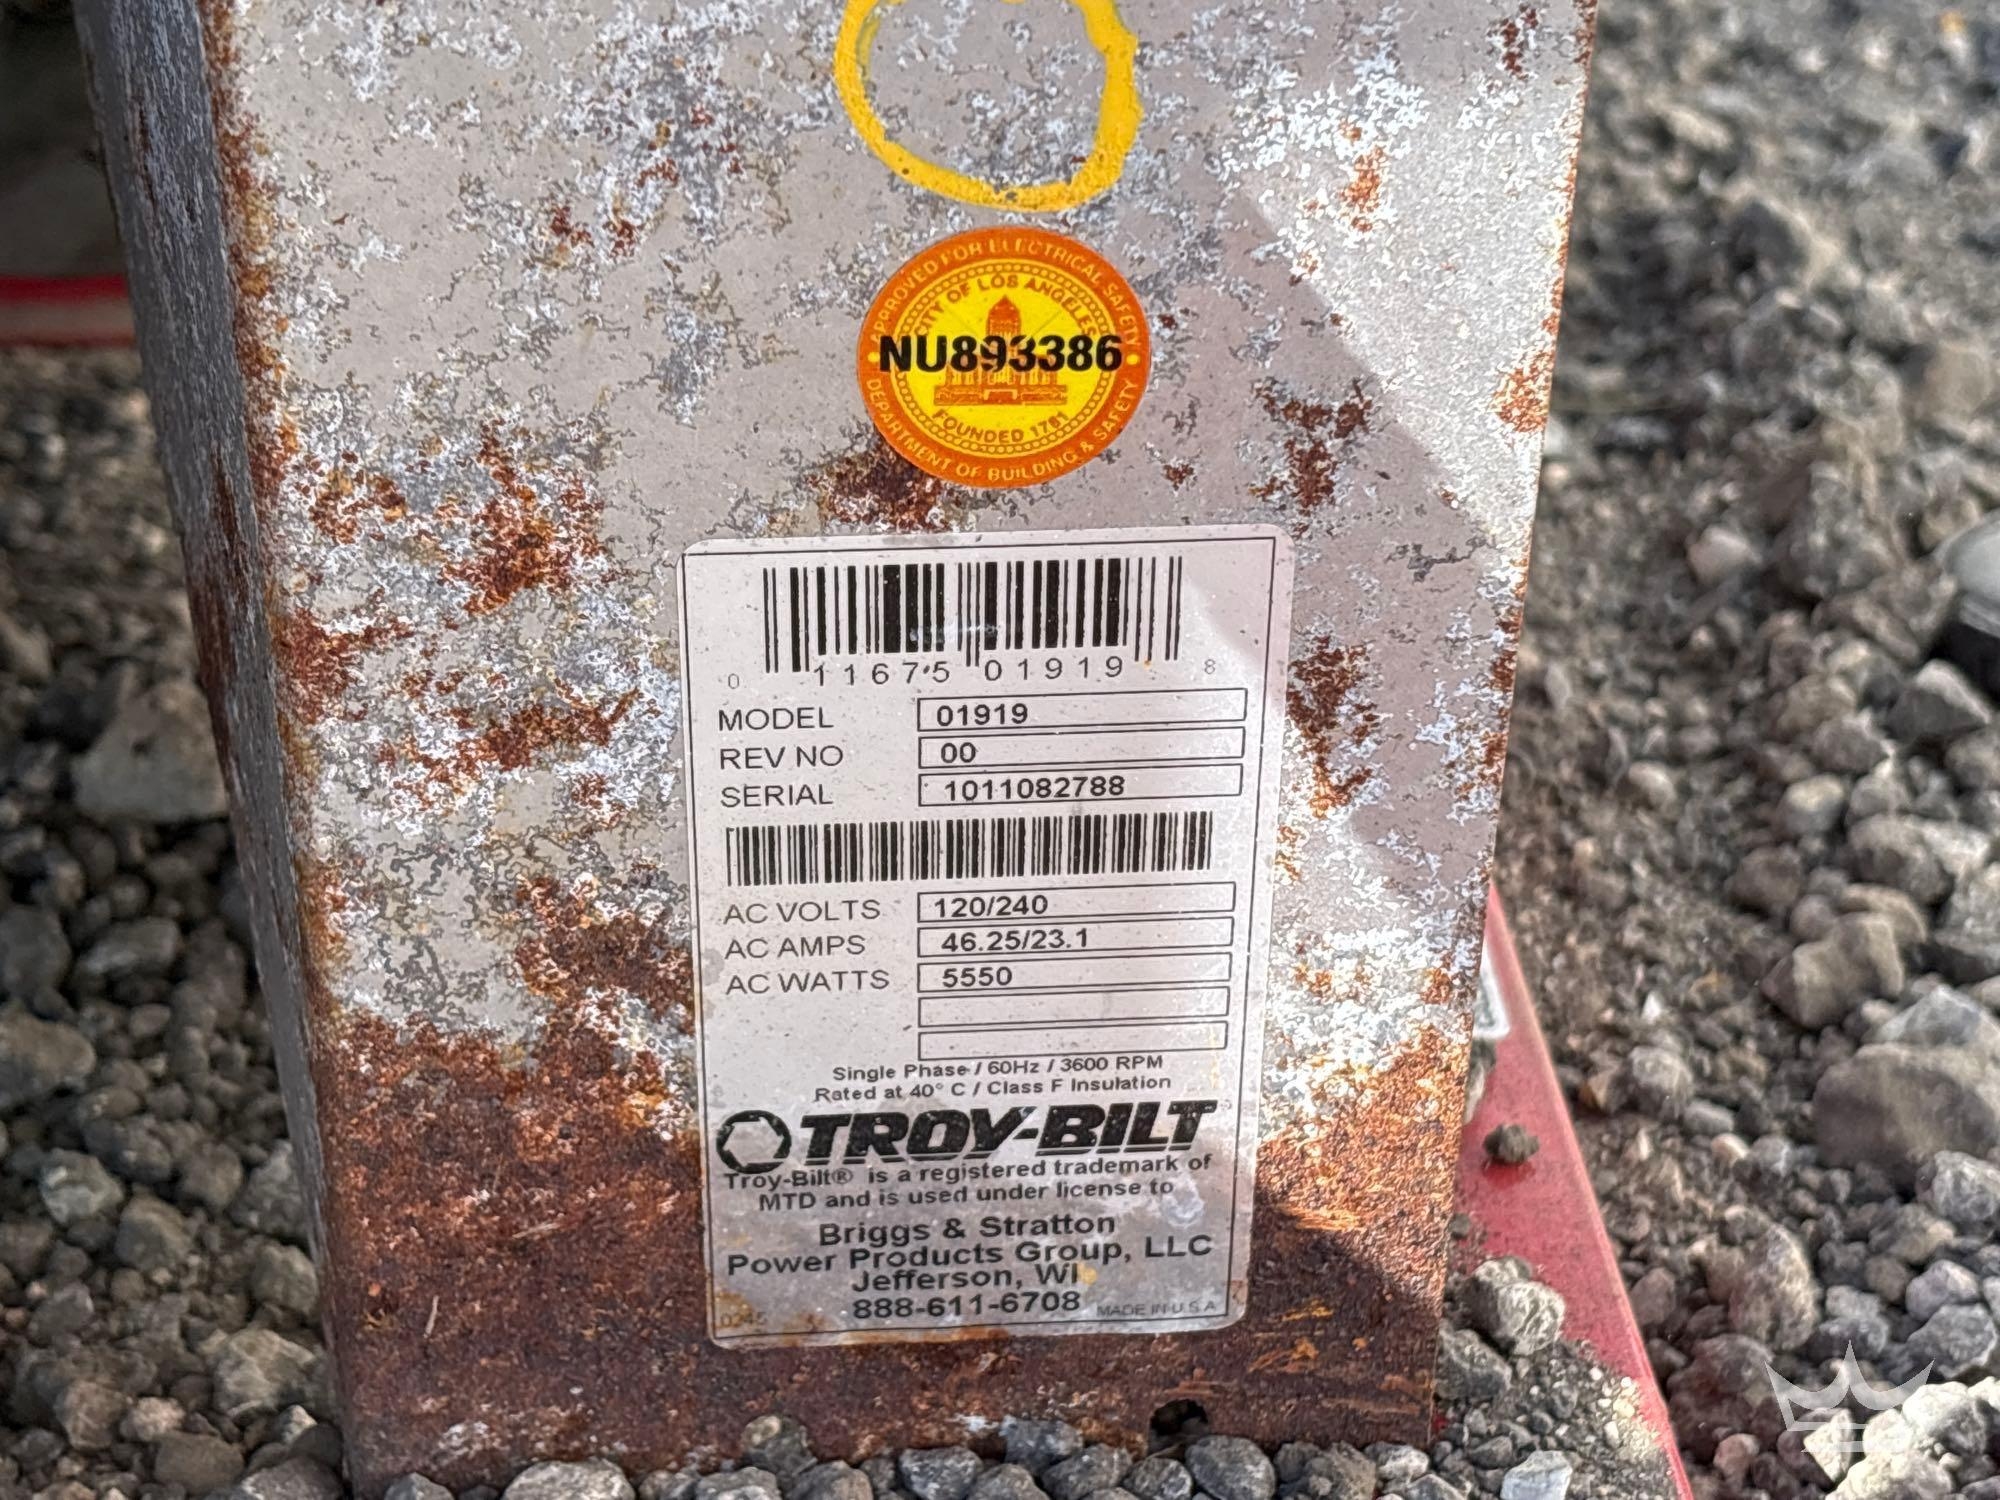 APPROVED FOR ELECTRICAL SAFETY
CITY OF LOS ANGELES
NU893386
FOUNDED 1781
DEPARTMENT OF BUILDING & SAFETY
0 11675 01919 8
MODEL 01919
REV NO 00
SERIAL 1011082788
AC VOLTS 120/240
AC AMPS 46.25/23.1
AC WATTS 5550
Single Phase / 60Hz / 3600 RPM
Rated at 40° C / Class F Insulation
TROY-BILT
Troy-Bilt® is a registered trademark of
MTD and is used under license to
Briggs & Stratton
Power Products Group, LLC
Jefferson, WI
888-611-6708
MADE IN U.S.A